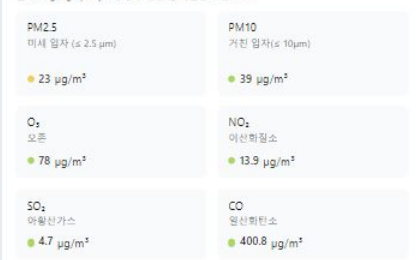 PM2.5
미세 입자 (≤ 2.5 µm)
23 µg/m³
PM10
거친 입자(≤ 10µm)
39 µg/m³
O₃
오존
78 µg/m³
NO₂
이산화질소
13.9 µg/m³
SO₂
아황산가스
4.7 µg/m³
CO
일산화탄소
400.8 µg/m³